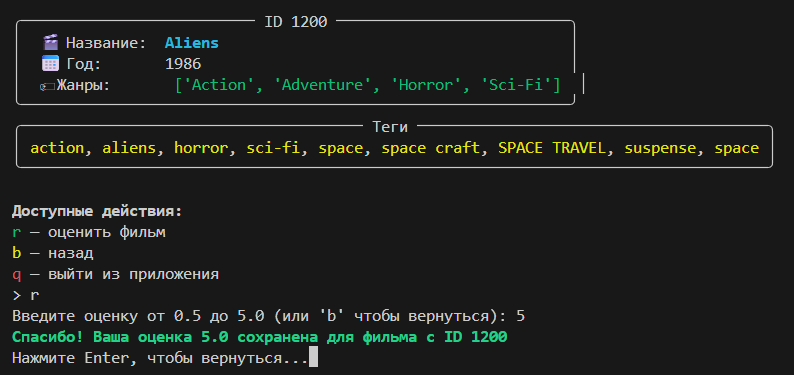 ID 1200
Название: Aliens
Год: 1986
Жанры: ['Action', 'Adventure', 'Horror', 'Sci-Fi']
Теги
action, aliens, horror, sci-fi, space, space craft, SPACE TRAVEL, suspense, space
Доступные действия:
r — оценить фильм
b — назад
q — выйти из приложения
> r
Введите оценку от 0.5 до 5.0 (или 'b' чтобы вернуться): 5
Спасибо! Ваша оценка 5.0 сохранена для фильма с ID 1200
Нажмите Enter, чтобы вернуться...